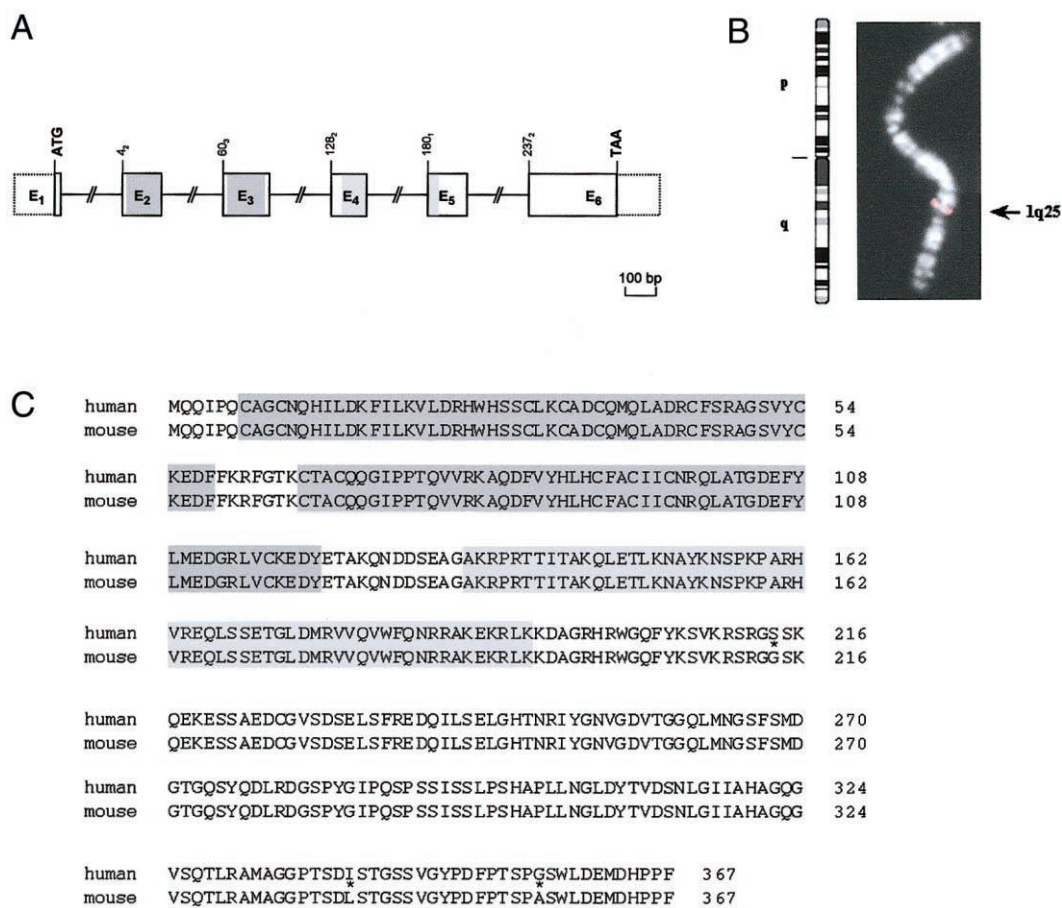 A
B
ATG
4₂
60₃
128₂
180₁
237₂
TAA
E₁
E₂
E₃
E₄
E₅
E₆
100 bp
p
q
1q25
C
human MQQIPQCAGCNQHILDKFILKVLDRHWHSSCLKCADCQMQLADRCFSRAGSVYC 54
mouse MQQIPQCAGCNQHILDKFILKVLDRHWHSSCLKCADCQMQLADRCFSRAGSVYC 54
human KEDFFKRFGTKCTACQQGIPPTQVVRKAQDFVYHLHCFACIICNRQLATGDEFY 108
mouse KEDFFKRFGTKCTACQQGIPPTQVVRKAQDFVYHLHCFACIICNRQLATGDEFY 108
human LMEDGRLVCKEDYETAKQNDDSEAGAKRPRTTITAKQLETLKNAYKNSPKPARH 162
mouse LMEDGRLVCKEDYETAKQNDDSEAGAKRPRTTITAKQLETLKNAYKNSPKPARH 162
human VREQLSSETGLDMRVVQVWFQNRRAKEKRLKKDAGRHRWGQFYKSVKRSRGSSK 216
*
mouse VREQLSSETGLDMRVVQVWFQNRRAKEKRLKKDAGRHRWGQFYKSVKRSRGGSK 216
human QEKESSAEDCGVSDSELSFREDQILSELGHTNRIYGNVGDVTGGQLMNGSFSMD 270
mouse QEKESSAEDCGVSDSELSFREDQILSELGHTNRIYGNVGDVTGGQLMNGSFSMD 270
human GTGQSYQDLRDGSPYGIPQSPSSISSLPSHAPLLNGLDYTVDSNLGIIAHAGQG 324
mouse GTGQSYQDLRDGSPYGIPQSPSSISSLPSHAPLLNGLDYTVDSNLGIIAHAGQG 324
human VSQTLRAMAGGPTSDISTGSSVGYPDFPTSPGSWLDEMDHPPF 367
* *
mouse VSQTLRAMAGGPTSDLSTGSSVGYPDFPTSPASWLDEMDHPPF 367